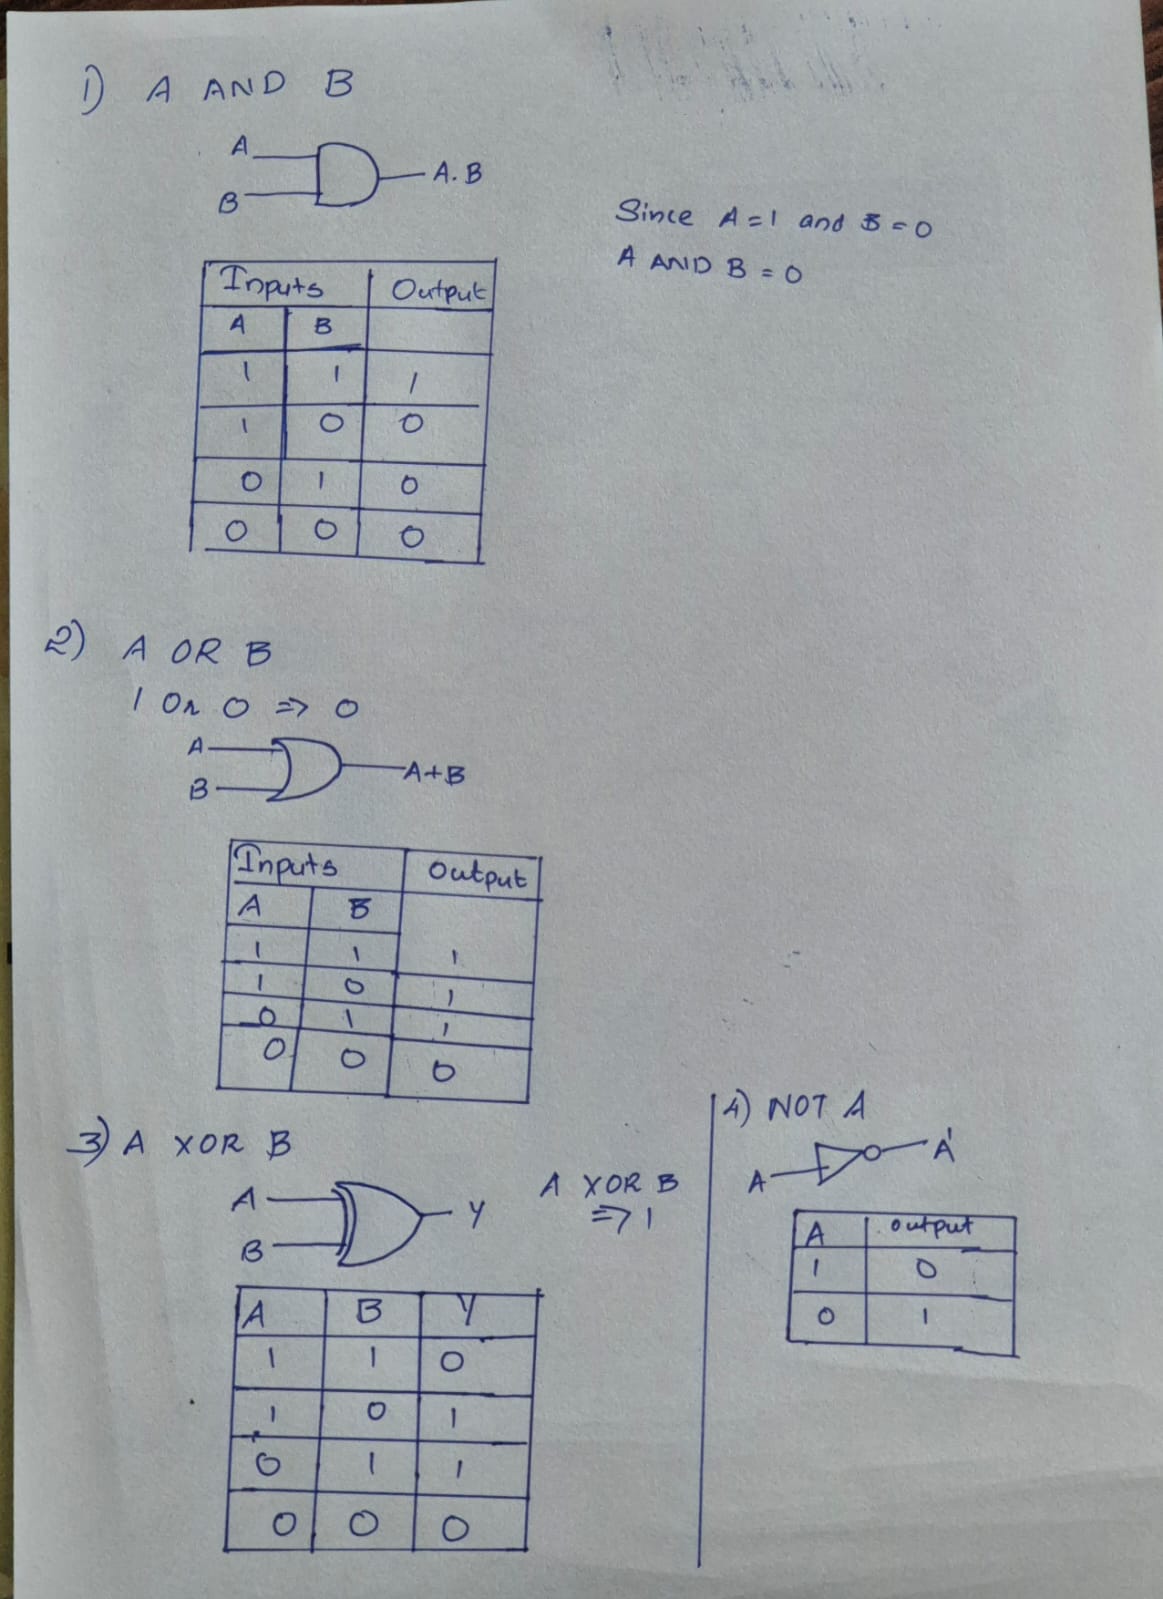 1) A AND B
A
B
A.B
Since A=1 and B=0
A AND B = 0
Inputs Output
A B
1 1 1
1 0 0
0 1 0
0 0 0
2) A OR B
1 Or 0 => 0
A
B
A+B
Inputs Output
A B
1 1 1
1 0 1
0 1 1
0 0 0
3) A XOR B
A
B
Y
A XOR B
=> 1
A B Y
1 1 0
1 0 1
0 1 1
0 0 0
4) NOT A
A
A'
A output
1 0
0 1